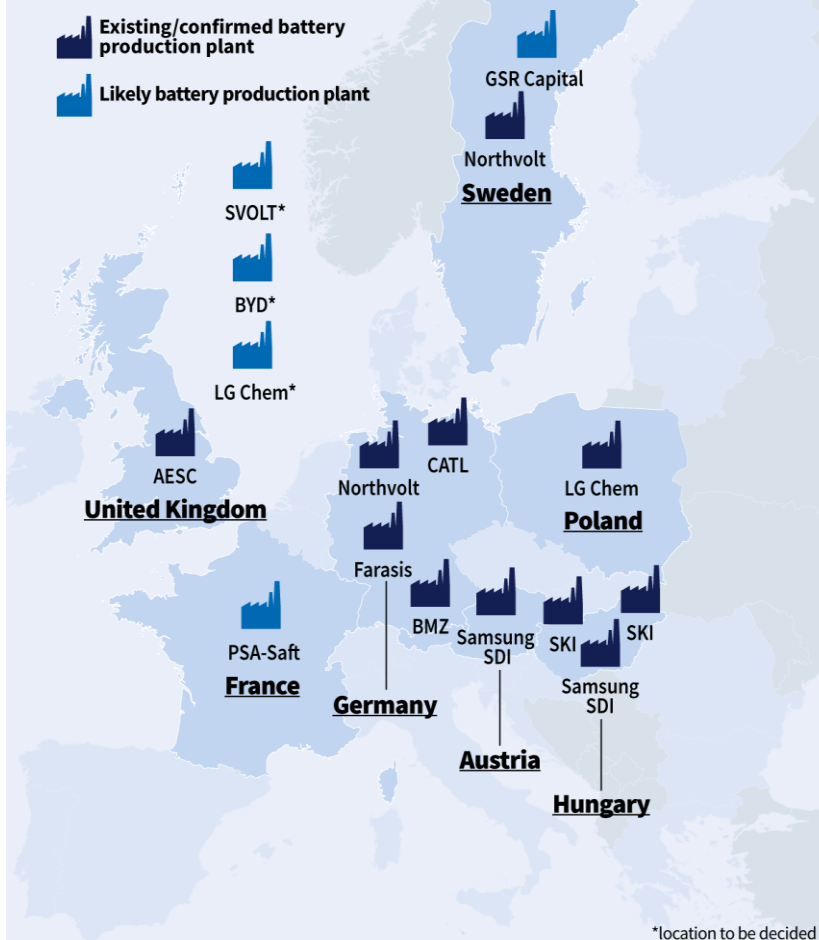 Existing/confirmed battery
production plant
Likely battery production plant
GSR Capital
Northvolt
Sweden
SVOLT*
BYD*
LG Chem*
AESC
United Kingdom
Northvolt
CATL
LG Chem
Poland
Farasis
BMZ
Samsung
SDI
SKI
SKI
Samsung
SDI
PSA-Saft
France
Germany
Austria
Hungary
*location to be decided